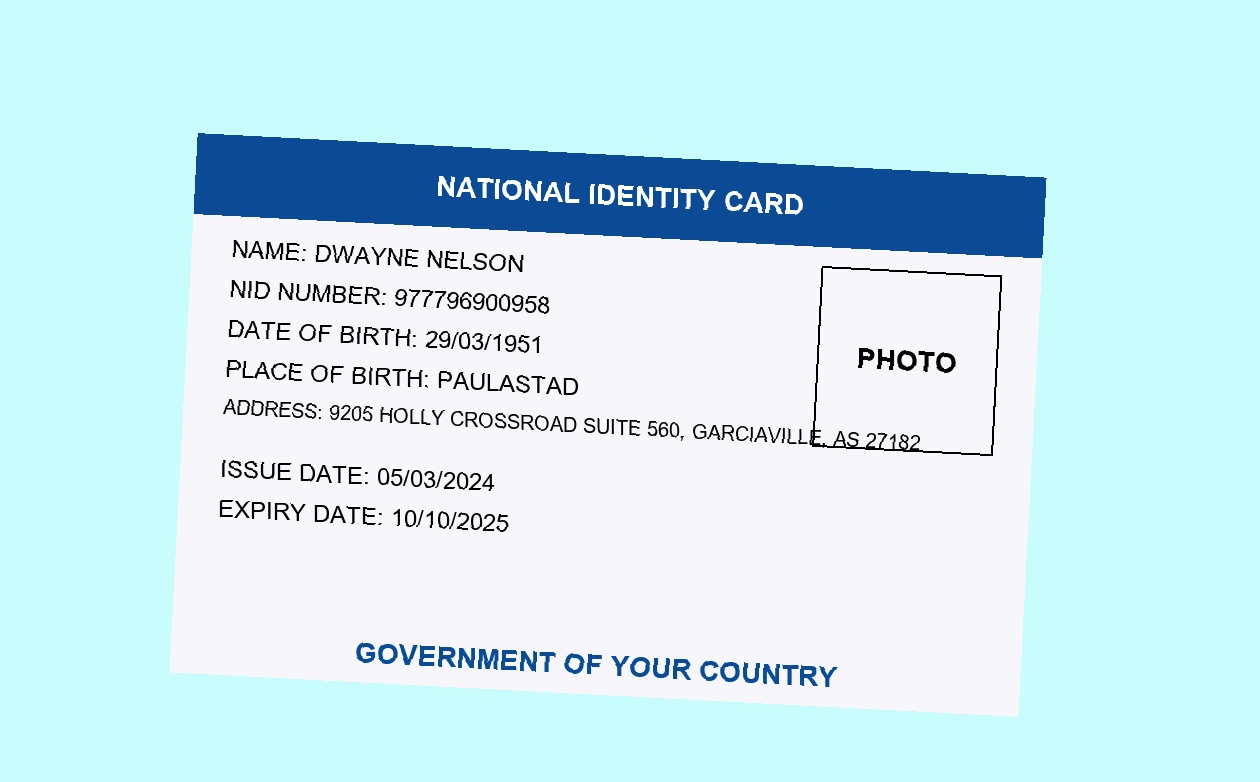 NATIONAL IDENTITY CARD
NAME: DWAYNE NELSON
NID NUMBER: 977796900958
DATE OF BIRTH: 29/03/1951
PLACE OF BIRTH: PAULASTAD
ADDRESS: 9205 HOLLY CROSSROAD SUITE 560, GARCIAVILLE, AS 27182
PHOTO
ISSUE DATE: 05/03/2024
EXPIRY DATE: 10/10/2025
GOVERNMENT OF YOUR COUNTRY